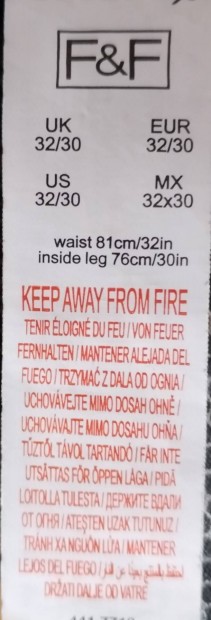 F&F
UK EUR
32/30 32/30
US MX
32/30 32x30
waist 81cm/32in
inside leg 76cm/30in
KEEP AWAY FROM FIRE
TENIR ÉLOIGNÉ DU FEU / VON FEUER
FERNHALTEN / MANTENER ALEJADA DEL
FUEGO / TRZYMAĆ Z DALA OD OGNIA /
UCHOVÁVEJTE MIMO DOSAH OHNĚ /
UCHOVÁVAJTE MIMO DOSAHU OHŇA /
TŰZTŐL TÁVOL TARTANDÓ / FÅR INTE
UTSÄTTAS FÖR ÖPPEN LÅGA / PIDÄ
LOITOLLA TULESTA / ДЕРЖИТЕ ВДАЛИ
ОТ ОГНЯ / ATEŞTEN UZAK TUTUNUZ /
TRÁNH XA NGUỒN LỬA / MANTENER
LEJOS DEL FUEGO /
DRŽATI DALJE OD VATRE